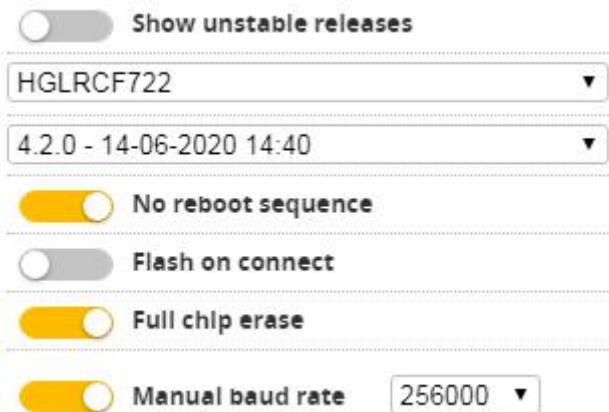 Show unstable releases
HGLRCF722
4.2.0 - 14-06-2020 14:40
No reboot sequence
Flash on connect
Full chip erase
Manual baud rate 256000